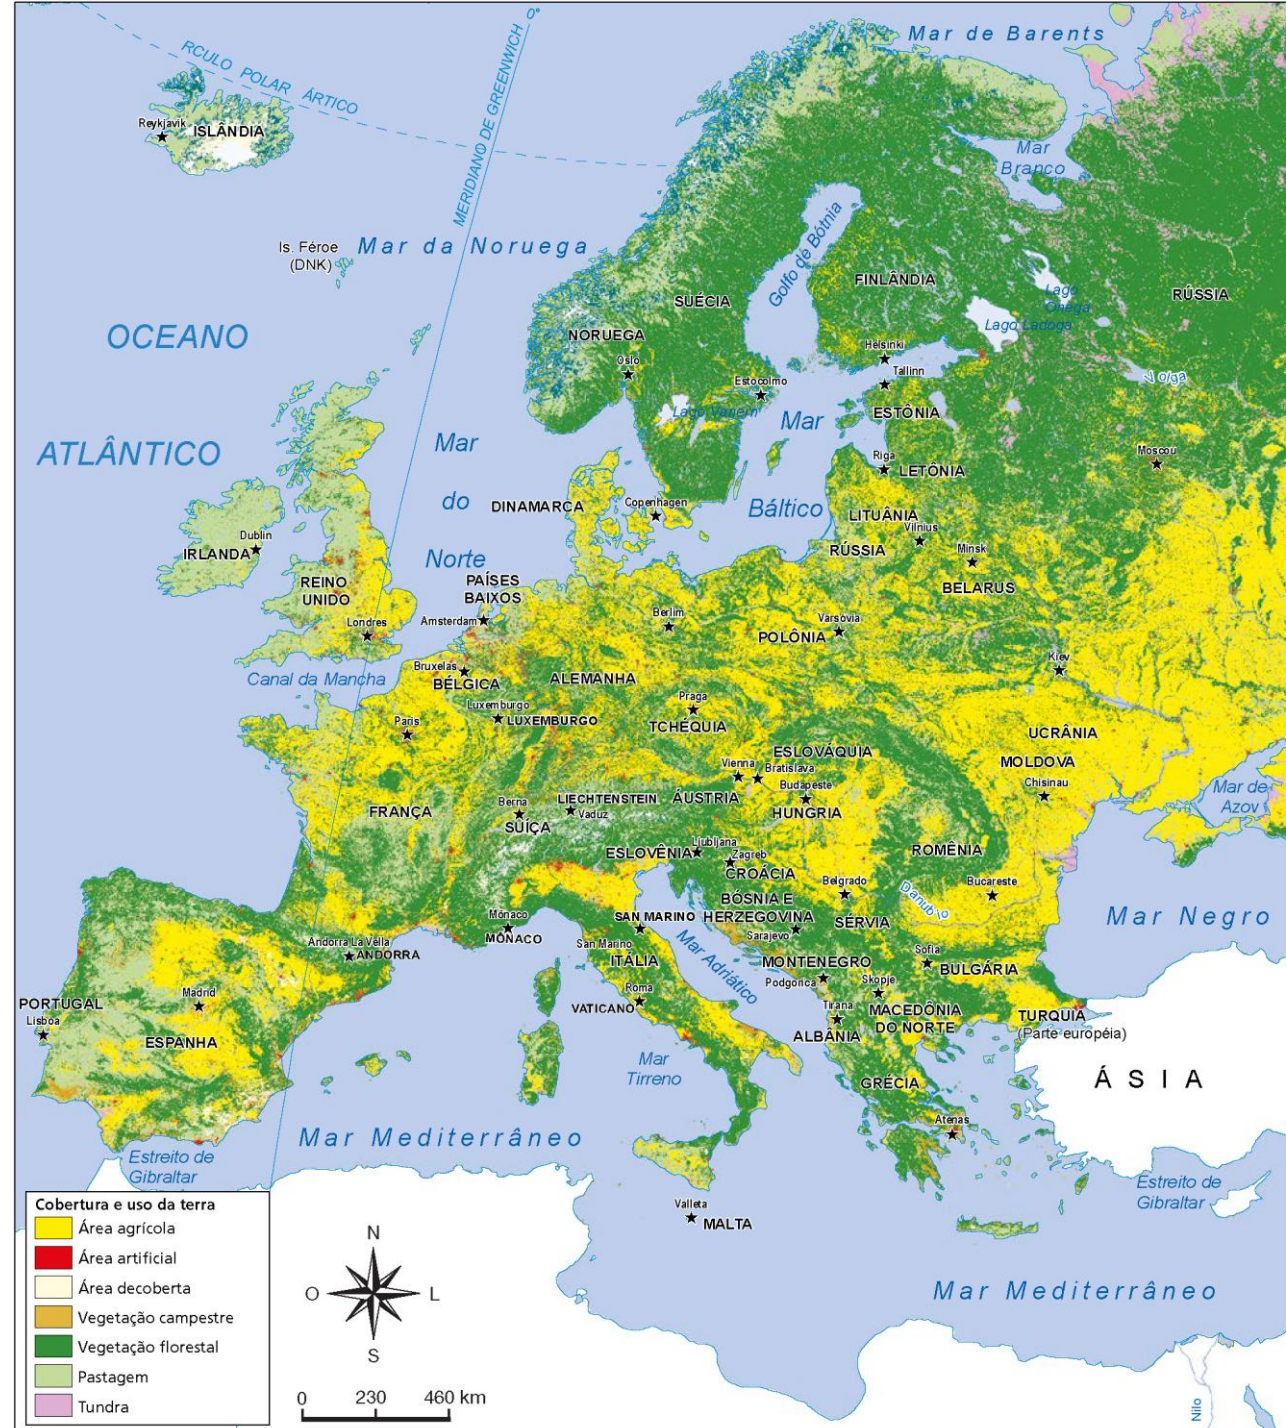 Mar de Barents
RCULO POLAR ÁRTICO
MERIDIANO DE GREENWICH 0°
Reykjavik
ISLÂNDIA
Mar
Branco
Is. Féroe
(DNK)
Mar da Noruega
Golfo de Bótnia
FINLÂNDIA
SUÉCIA
Lago
Onega
RÚSSIA
Lago Ladoga
OCEANO
NORUEGA
Helsinki
Oslo
Tallinn
Volga
Estocolmo
Lago Vanern
ESTÔNIA
ATLÂNTICO
Mar
do
Norte
Mar
Báltico
Riga
LETÔNIA
Moscou
DINAMARCA
Copenhagen
LITUÂNIA
Vilnius
Dublin
IRLANDA
RÚSSIA
Minsk
BELARUS
REINO
UNIDO
PAÍSES
BAIXOS
Londres
Amsterdam
Berlim
Varsóvia
POLÔNIA
Canal da Mancha
Bruxelas
BÉLGICA
ALEMANHA
Kiev
Luxemburgo
LUXEMBURGO
Praga
TCHÉQUIA
Paris
UCRÂNIA
ESLOVÁQUIA
MOLDOVA
Vienna
Bratislava
Chisinau
Budapeste
Mar de
Azov
FRANÇA
Berna
SUÍÇA
LIECHTENSTEIN
Vaduz
ÁUSTRIA
HUNGRIA
Ljubljana
ESLOVÊNIA
Zagreb
CROÁCIA
ROMÊNIA
Belgrado
Danubio
Bucareste
BÓSNIA E
HERZEGOVINA
Sarajevo
SÉRVIA
Mar Negro
Mônaco
MÔNACO
SAN MARINO
San Marino
ITÁLIA
Mar Adriático
Andorra La Vella
ANDORRA
MONTENEGRO
Podgorica
Sofia
BULGÁRIA
Skopje
MACEDÔNIA
DO NORTE
PORTUGAL
Lisboa
Madrid
ESPANHA
Roma
VATICANO
Tirana
ALBÂNIA
TURQUIA
(Parte européia)
Mar
Tirreno
GRÉCIA
ÁSIA
Atenas
Mar Mediterrâneo
Estreito de
Gibraltar
Estreito de
Gibraltar
Valleta
MALTA
Mar Mediterrâneo
Nilo
Cobertura e uso da terra
Área agrícola
Área artificial
Área decoberta
Vegetação campestre
Vegetação florestal
Pastagem
Tundra
N
O
L
S
0 230 460 km